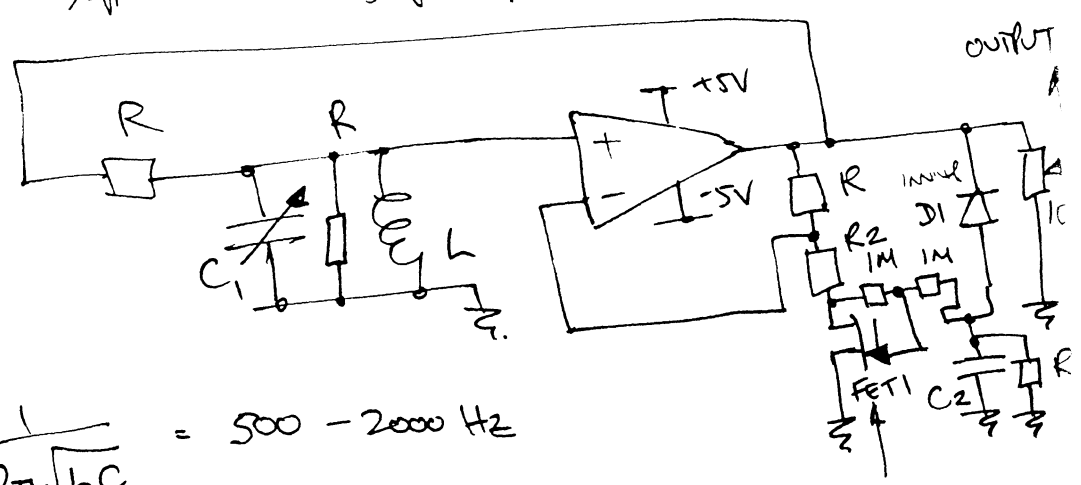 OUTPUT
+5V
R
R
+
-
-5V
R
D1
R2
1M
1M
C1
L
FET1
C2
R
1
= 500 - 2000 Hz
2π√LC